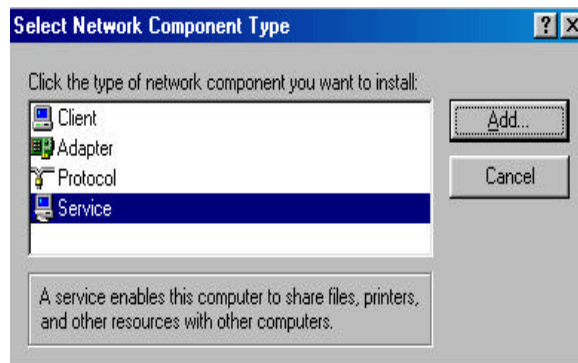 Select Network Component Type
Click the type of network component you want to install:
Client
Adapter
Protocol
Service
Add...
Cancel
A service enables this computer to share files, printers,
and other resources with other computers.